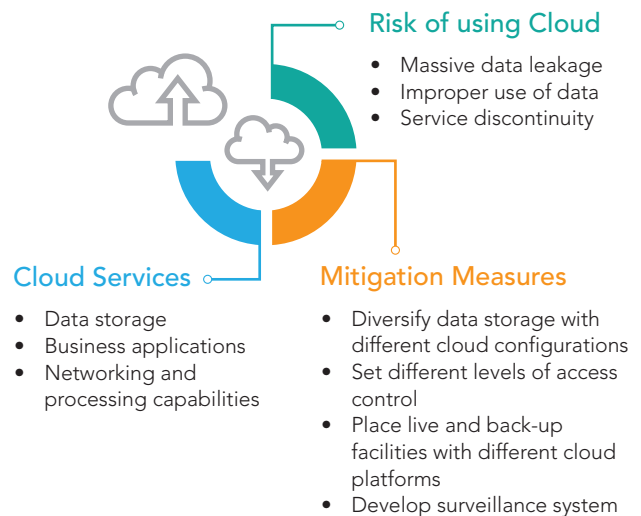 Risk of using Cloud
• Massive data leakage
• Improper use of data
• Service discontinuity
Cloud Services
• Data storage
• Business applications
• Networking and
processing capabilities
Mitigation Measures
• Diversify data storage with
different cloud configurations
• Set different levels of access
control
• Place live and back-up
facilities with different cloud
platforms
• Develop surveillance system